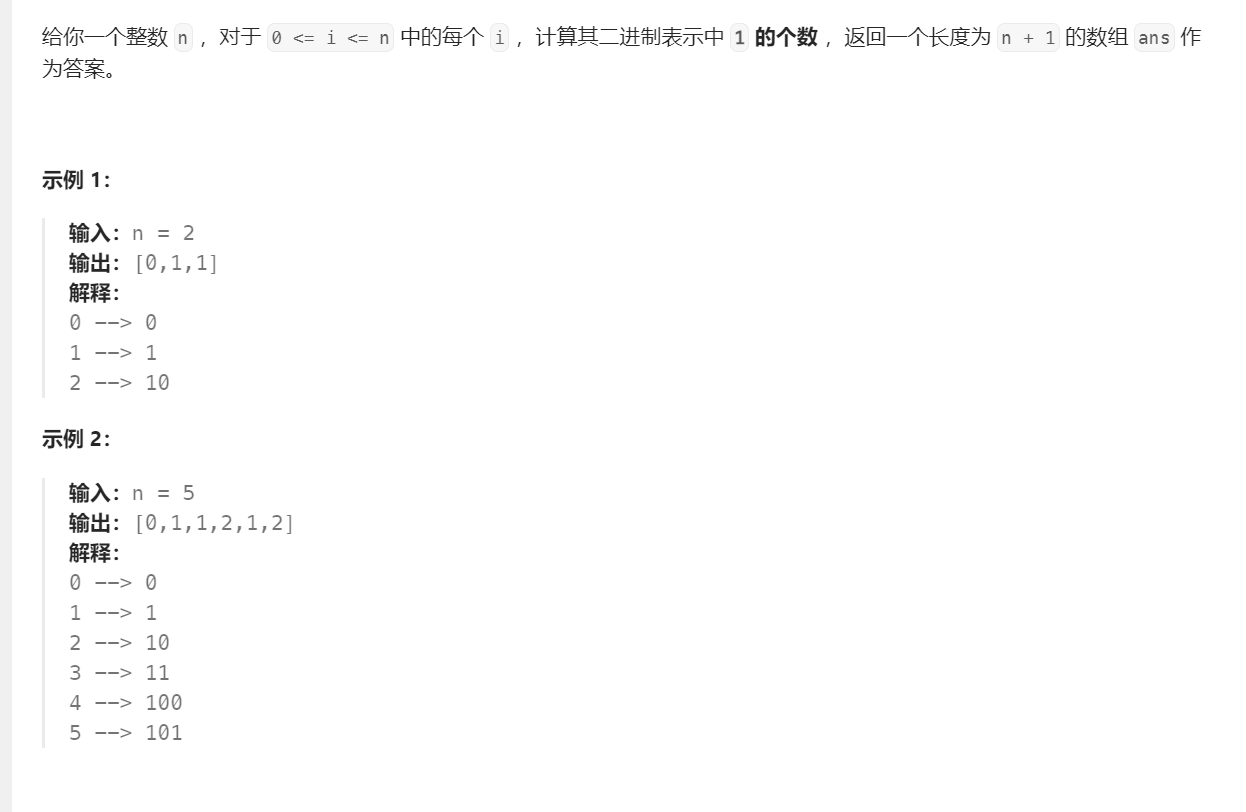 给你一个整数 n ，对于 0 <= i <= n 中的每个 i ，计算其二进制表示中 1 的个数 ，返回一个长度为 n + 1 的数组 ans 作
为答案。
示例 1：
输入：n = 2
输出：[0,1,1]
解释：
0 --> 0
1 --> 1
2 --> 10
示例 2：
输入：n = 5
输出：[0,1,1,2,1,2]
解释：
0 --> 0
1 --> 1
2 --> 10
3 --> 11
4 --> 100
5 --> 101